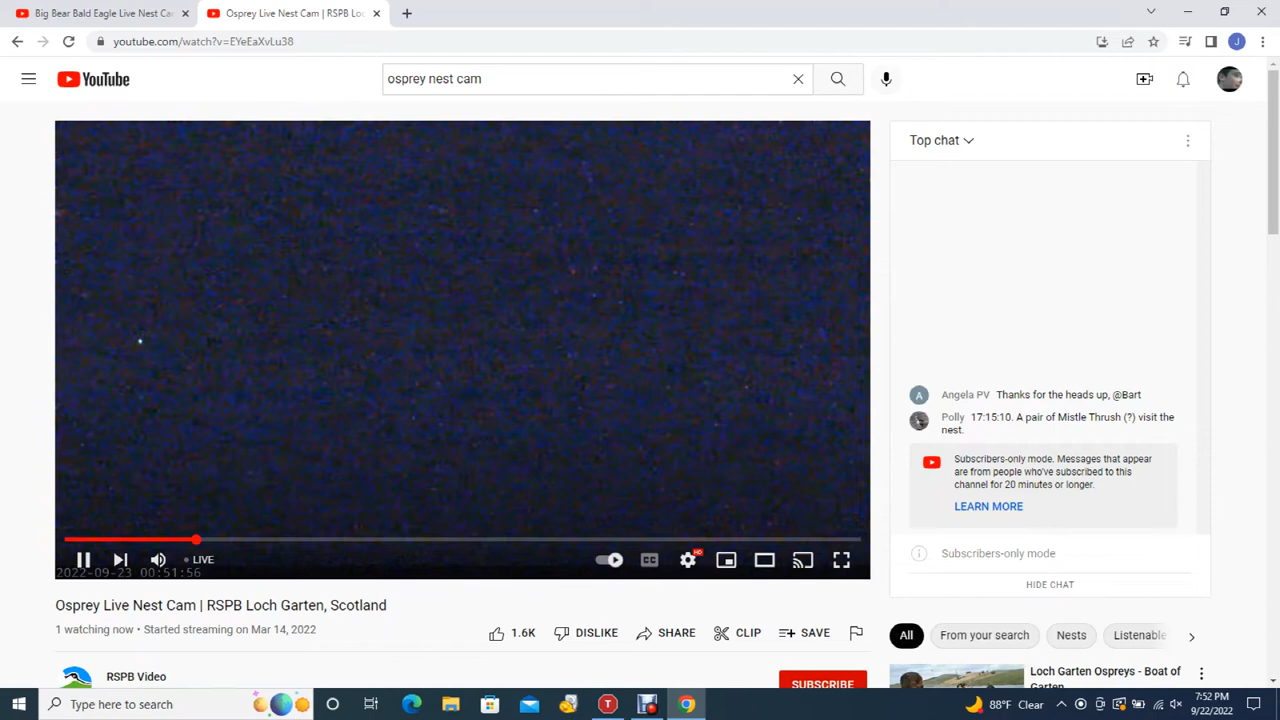 Big Bear Bald Eagle Live Nest Ca
Osprey Live Nest Cam | RSPB Lo
youtube.com/watch?v=EYeEaXvLu38
J
YouTube
osprey nest cam
Top chat
Angela PV Thanks for the heads up, @Bart
A
Polly 17:15:10. A pair of Mistle Thrush (?) visit the
nest.
Subscribers-only mode. Messages that appear
are from people who've subscribed to this
channel for 20 minutes or longer.
LEARN MORE
Subscribers-only mode
HIDE CHAT
LIVE
HD
2022-09-23 00:51:56
Osprey Live Nest Cam | RSPB Loch Garten, Scotland
1 watching now • Started streaming on Mar 14, 2022
1.6K
DISLIKE
SHARE
CLIP
SAVE
All
From your search
Nests
Listenable
RSPB Video
SUBSCRIBE
Loch Garten Ospreys - Boat of
Garten
Type here to search
88°F Clear
7:52 PM
9/22/2022